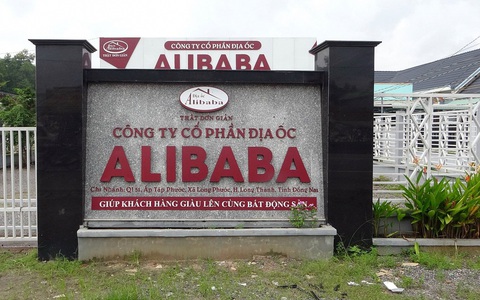 CÔNG TY CỔ PHẦN ĐỊA ỐC
ALIBABA
Địa ốc
Alibaba
THẬT ĐƠN GIẢN
CÔNG TY CỔ PHẦN ĐỊA ỐC
ALIBABA
Chi Nhánh: Ql 51, Ấp Tập Phước, Xã Long Phước, H. Long Thành, Tỉnh Đồng Nai
GIÚP KHÁCH HÀNG GIÀU LÊN CÙNG BẤT ĐỘNG SẢN